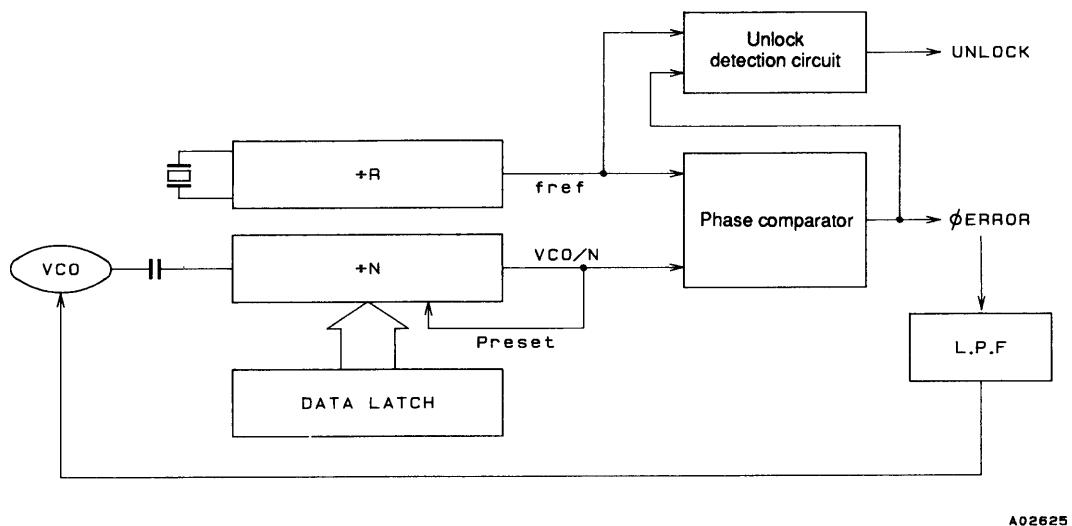 Unlock
detection circuit
UNLOCK
÷R
fref
Phase comparator
φERROR
VCO
÷N
VCO/N
Preset
L.P.F
DATA LATCH
A02625